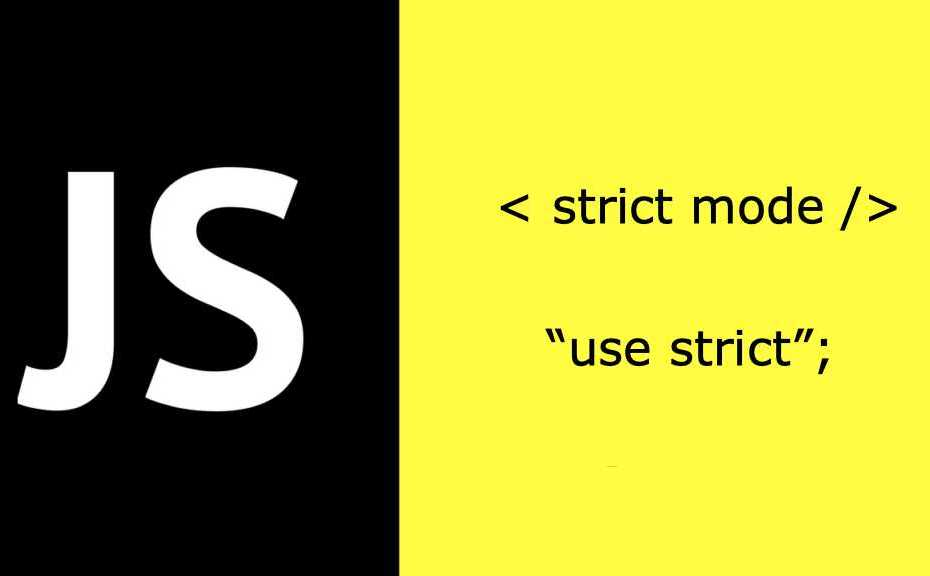 JS
< strict mode />
“use strict”;